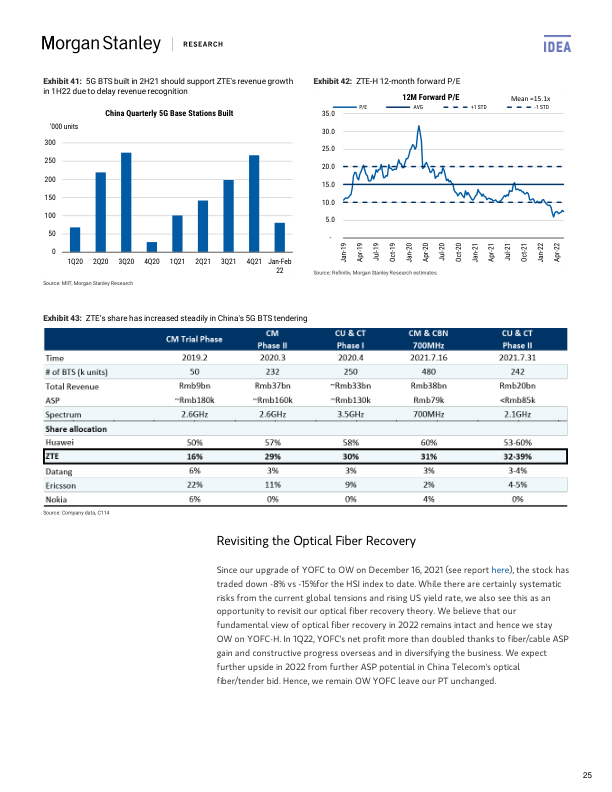 Morgan Stanley | RESEARCH
IDEA
Exhibit 41: 5G BTS built in 2H21 should support ZTE's revenue growth
in 1H22 due to delay revenue recognition
China Quarterly 5G Base Stations Built
'000 units
300
250
200
150
100
50
0
1Q20 2Q20 3Q20 4Q20 1Q21 2Q21 3Q21 4Q21 Jan-Feb
22
Source: MIIT, Morgan Stanley Research
Exhibit 42: ZTE-H 12-month forward P/E
12M Forward P/E
Mean =15.1x
P/E AVG +1 STD -1 STD
35.0
30.0
25.0
20.0
15.0
10.0
5.0
-
Jan-19 Apr-19 Jul-19 Oct-19 Jan-20 Apr-20 Jul-20 Oct-20 Jan-21 Apr-21 Jul-21 Oct-21 Jan-22 Apr-22
Source: Refinitiv, Morgan Stanley Research estimates.
Exhibit 43: ZTE's share has increased steadily in China's 5G BTS tendering
CM Trial Phase CM CU & CT CM & CBN CU & CT
Phase II Phase I 700MHz Phase II
Time 2019.2 2020.3 2020.4 2021.7.16 2021.7.31
# of BTS (k units) 50 232 250 480 242
Total Revenue Rmb9bn Rmb37bn ~Rmb33bn Rmb38bn Rmb20bn
ASP ~Rmb180k ~Rmb160k ~Rmb130k Rmb79k <Rmb85k
Spectrum 2.6GHz 2.6GHz 3.5GHz 700MHz 2.1GHz
Share allocation
Huawei 50% 57% 58% 60% 53-60%
ZTE 16% 29% 30% 31% 32-39%
Datang 6% 3% 3% 3% 3-4%
Ericsson 22% 11% 9% 2% 4-5%
Nokia 6% 0% 0% 4% 0%
Source: Company data, C114
Revisiting the Optical Fiber Recovery
Since our upgrade of YOFC to OW on December 16, 2021 (see report here), the stock has
traded down -8% vs -15%for the HSI index to date. While there are certainly systematic
risks from the current global tensions and rising US yield rate, we also see this as an
opportunity to revisit our optical fiber recovery theory. We believe that our
fundamental view of optical fiber recovery in 2022 remains intact and hence we stay
OW on YOFC-H. In 1Q22, YOFC's net profit more than doubled thanks to fiber/cable ASP
gain and constructive progress overseas and in diversifying the business. We expect
further upside in 2022 from further ASP potential in China Telecom's optical
fiber/tender bid. Hence, we remain OW YOFC leave our PT unchanged.
25